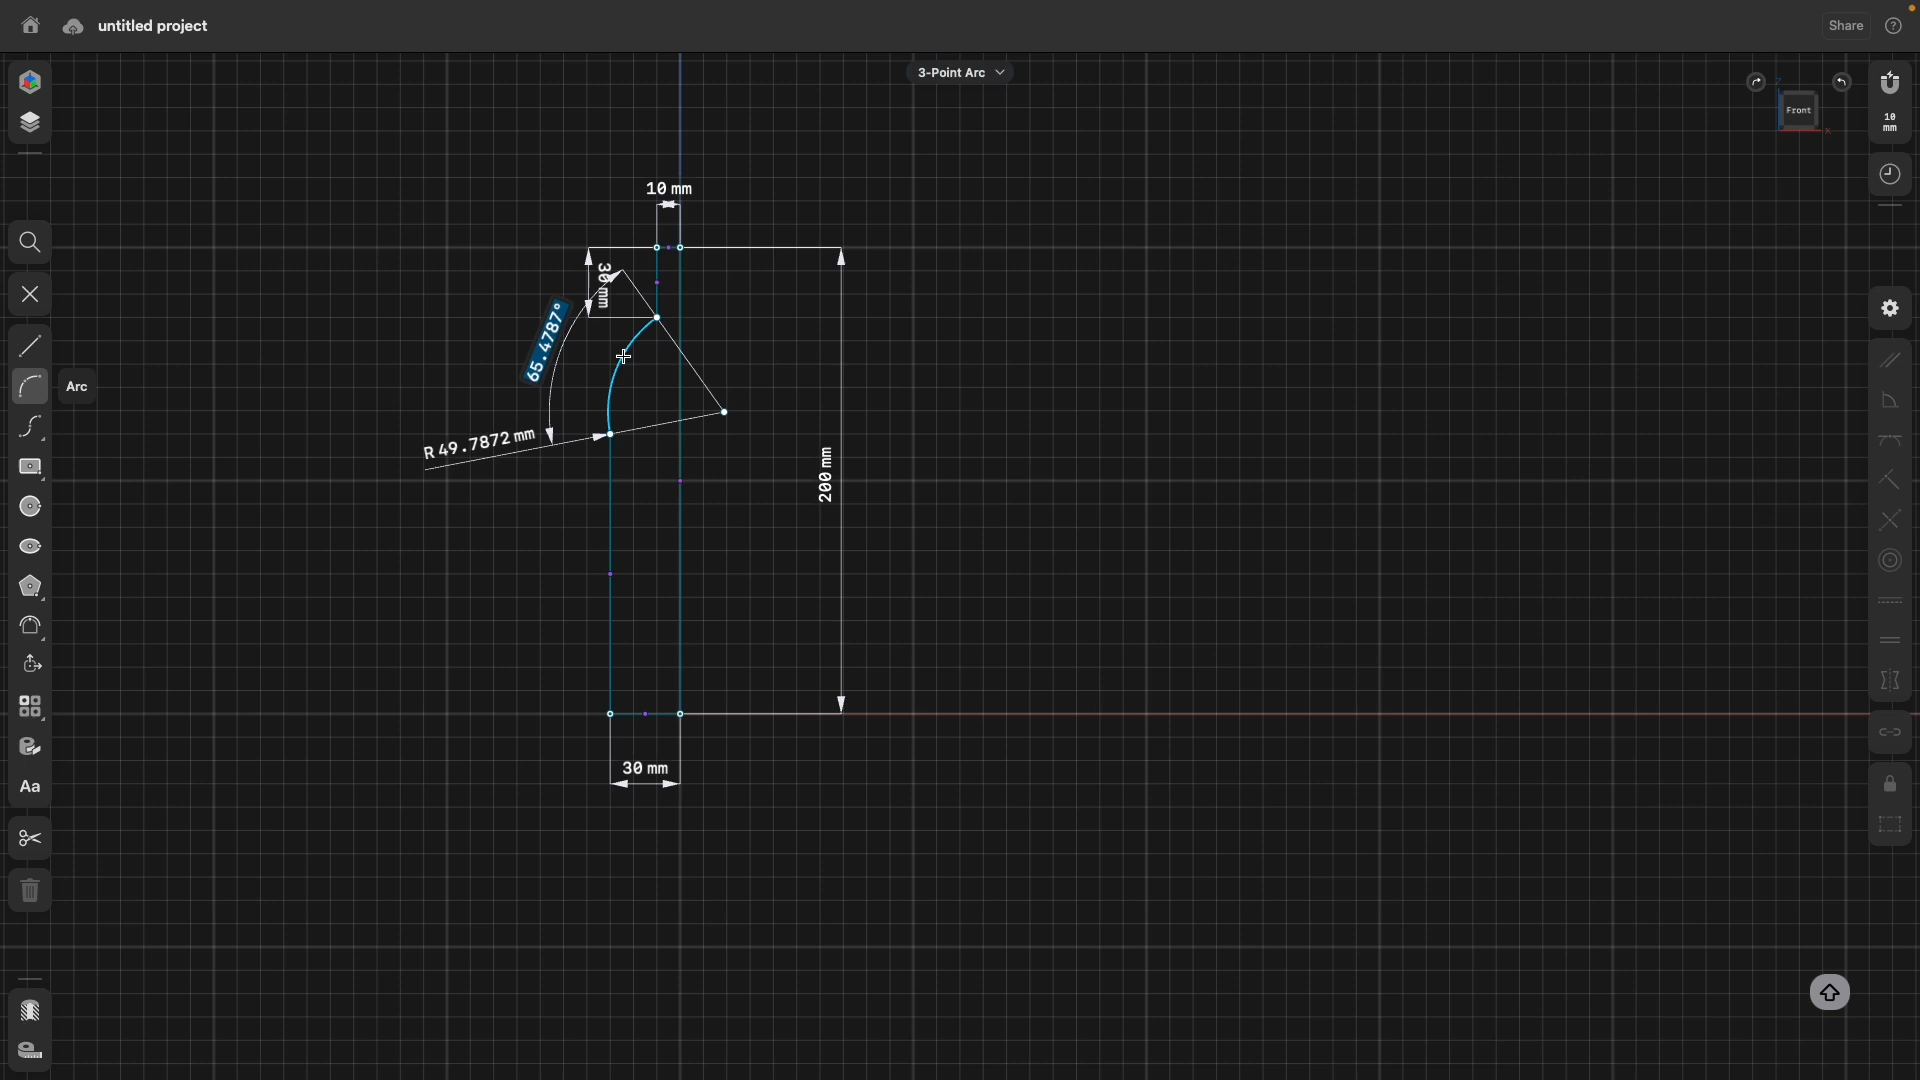 untitled project
Share
3-Point Arc
Front
Z
X
10
mm
10 mm
30 mm
65.4787°
Arc
R 49.7872 mm
200 mm
30 mm
Aa